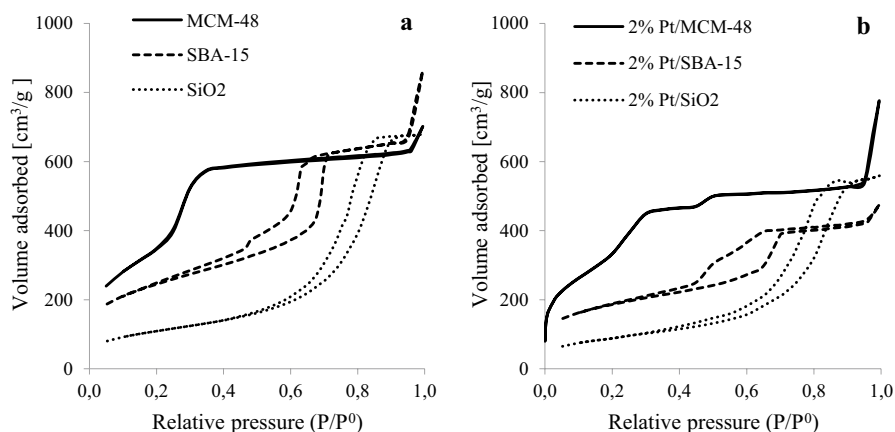 a
MCM-48
SBA-15
SiO2
Volume adsorbed [cm³/g]
1000
800
600
400
200
0
0,0 0,2 0,4 0,6 0,8 1,0
Relative pressure (P/P⁰)
b
2% Pt/MCM-48
2% Pt/SBA-15
2% Pt/SiO2
Volume adsorbed [cm³/g]
1000
800
600
400
200
0
0,0 0,2 0,4 0,6 0,8 1,0
Relative pressure (P/P⁰)